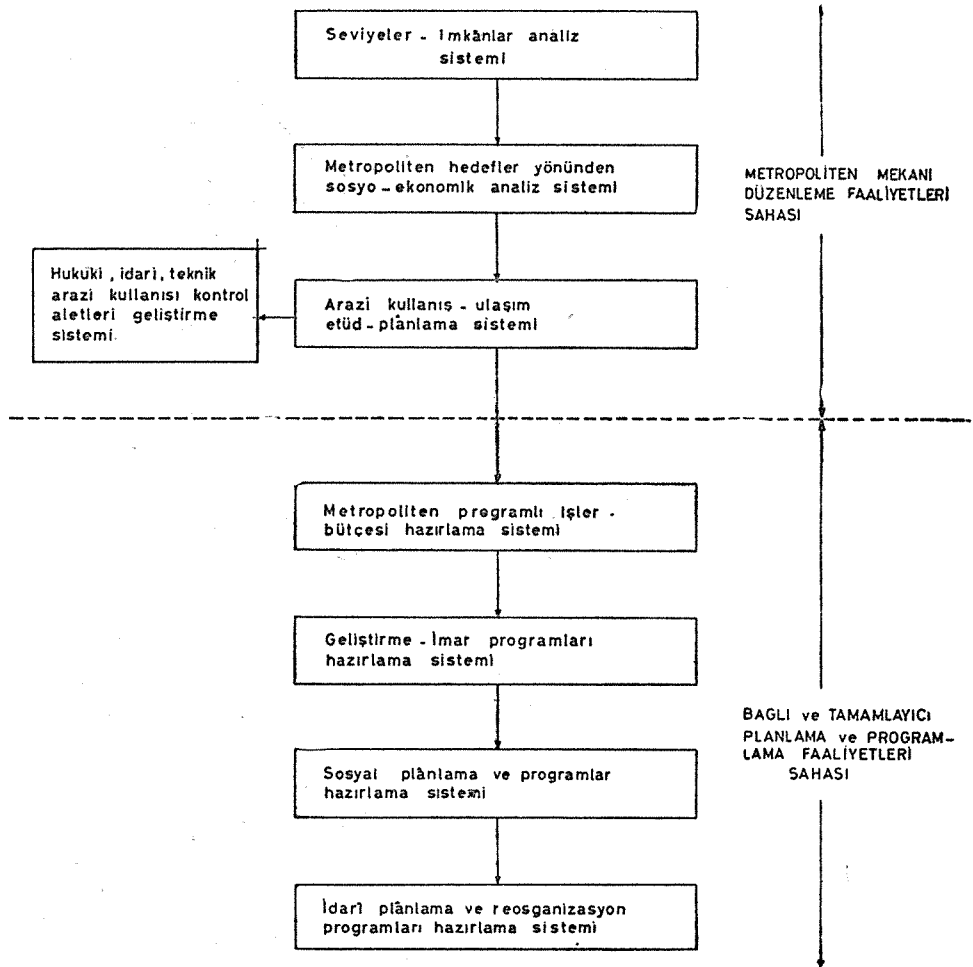 Seviyeler - İmkânlar analiz
sistemi
Metropoliten hedefler yönünden
sosyo-ekonomik analiz sistemi
METROPOLİTEN MEKANI
DÜZENLEME FAALİYETLERİ
SAHASI
Hukuki, idari, teknik
arazi kullanısı kontrol
aletleri geliştirme
sistemi.
Arazi kullanış - ulaşım
etüd-plânlama sistemi
Metropoliten programlı işler -
bütçesi hazırlama sistemi
Geliştirme - İmar programları
hazırlama sistemi
BAGLI ve TAMAMLAYICI
PLANLAMA ve PROGRAM-
LAMA FAALİYETLERİ
SAHASI
Sosyal plânlama ve programlar
hazırlama sistemi
İdarî plânlama ve reosganizasyon
programları hazırlama sistemi